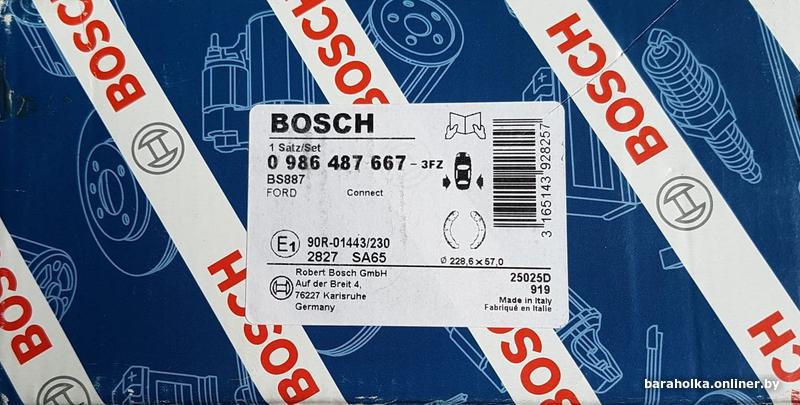 BOSCH
BOSCH
BOSCH
BOSCH
BOSCH
BOSCH
BOSCH
BOSCH
BOSCH
1 Satz/Set
0 986 487 667 - 3FZ
BS887
FORD Connect
3 165143 928257
E1 90R-01443/230
2827 SA65
Ø 228,6 x 57,0
Robert Bosch GmbH
Auf der Breit 4,
76227 Karlsruhe
Germany
25025D
919
Made in Italy
Fabriqué en Italie
baraholka.onliner.by